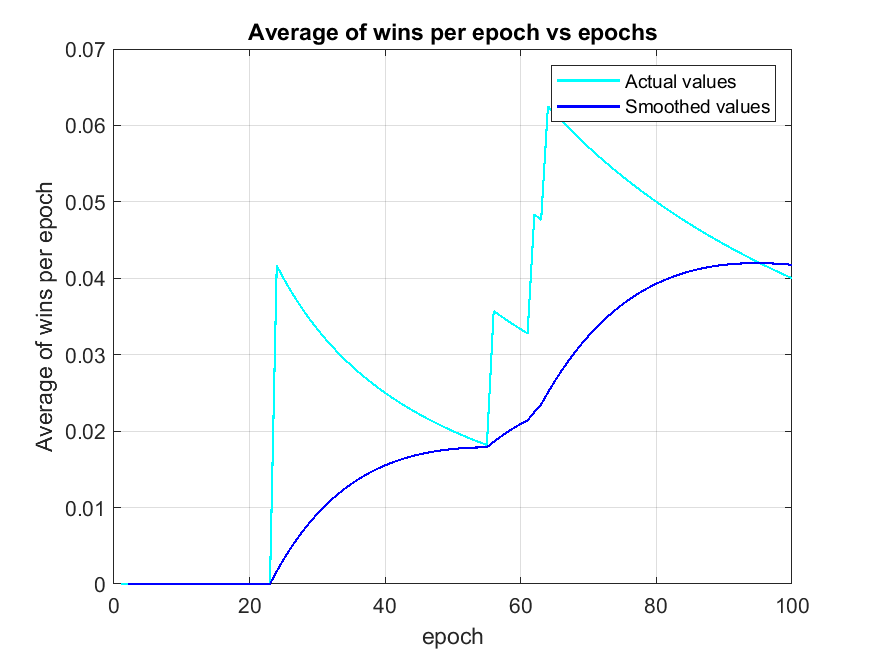 Average of wins per epoch vs epochs
Actual values
Smoothed values
Average of wins per epoch
0.07
0.06
0.05
0.04
0.03
0.02
0.01
0
0 20 40 60 80 100
epoch